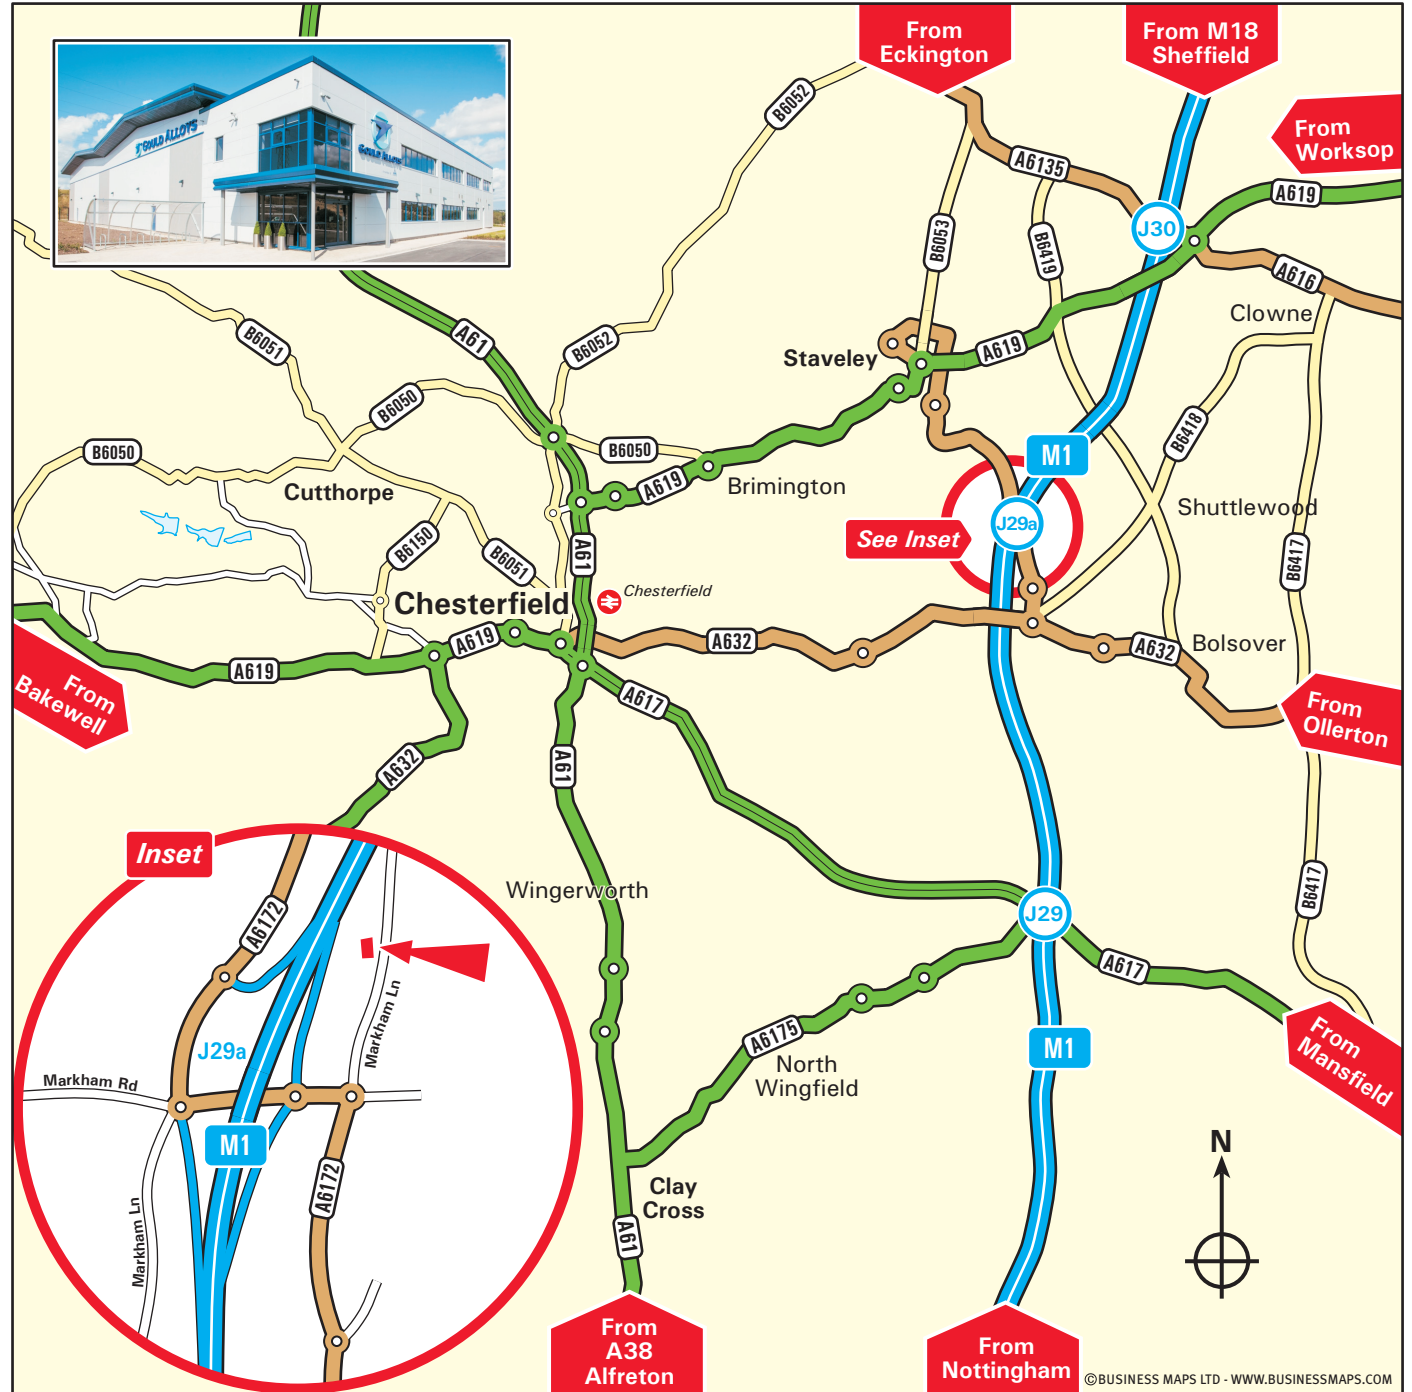 From
Eckington
From M18
Sheffield
From
Worksop
GOULD ALLOYS
GOULD ALLOYS
B6052
A6135
A619
J30
B6053
B6419
A616
Clowne
B6051
A61
B6052
Staveley
A619
B6050
B6418
B6050
B6050
M1
Cutthorpe
A619
Brimington
Shuttlewood
J29a
See Inset
B6150
B6051
A61
B6417
Chesterfield
Chesterfield
A619
A632
A632
Bolsover
A619
From
Bakewell
A617
From
Ollerton
A61
A632
Inset
Wingerworth
B6417
J29
A6172
A617
Markham Ln
A6175
North
Wingfield
M1
From
Mansfield
J29a
Markham Rd
M1
N
A6172
Clay
Cross
Markham Ln
A61
From
A38
Alfreton
From
Nottingham
©BUSINESS MAPS LTD - WWW.BUSINESSMAPS.COM